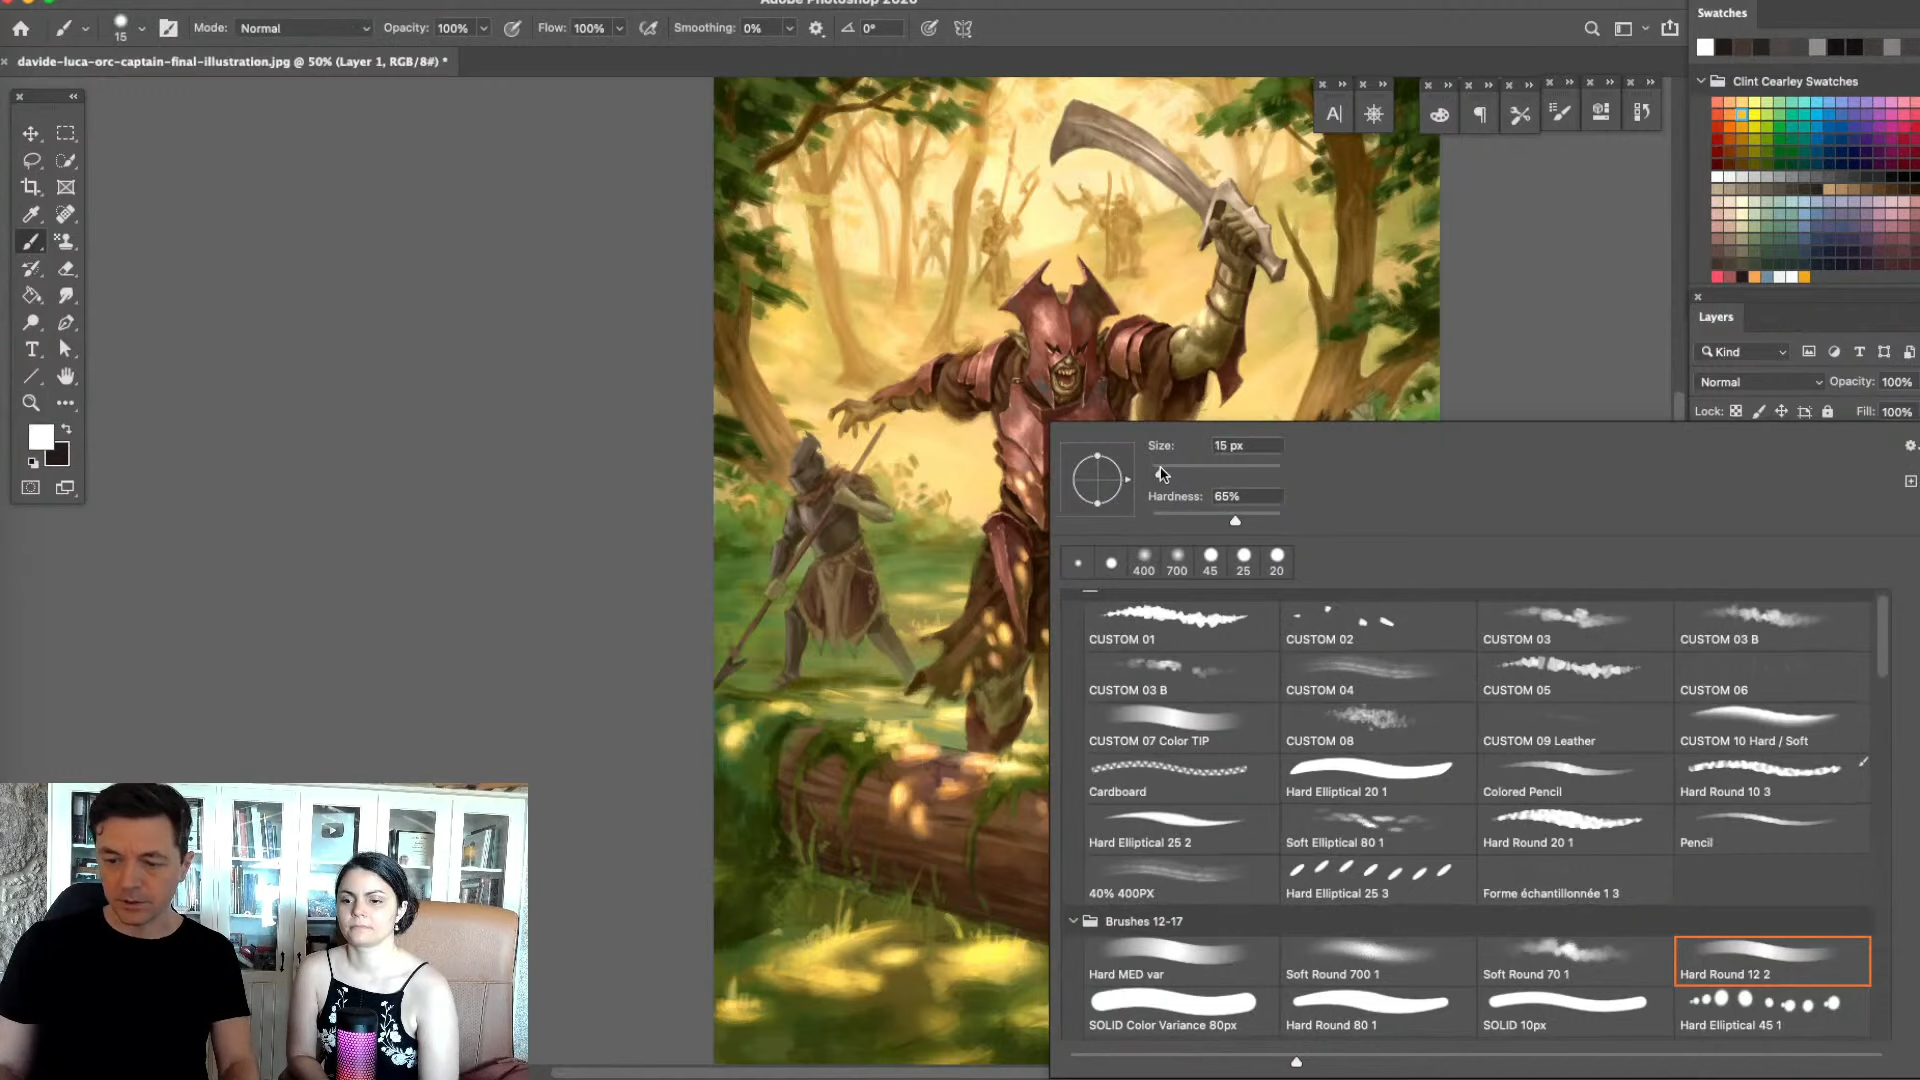 Adobe Photoshop 2026
Swatches
15
Mode: Normal
Opacity: 100%
Flow: 100%
Smoothing: 0%
0°
davide-luca-orc-captain-final-illustration.jpg @ 50% (Layer 1, RGB/8#) *
Clint Cearley Swatches
Layers
Kind
Normal
Opacity: 100%
Lock:
Fill: 100%
Size: 15 px
Hardness: 65%
400 700 45 25 20
CUSTOM 01
CUSTOM 02
CUSTOM 03
CUSTOM 03 B
CUSTOM 03 B
CUSTOM 04
CUSTOM 05
CUSTOM 06
CUSTOM 07 Color TIP
CUSTOM 08
CUSTOM 09 Leather
CUSTOM 10 Hard / Soft
Cardboard
Hard Elliptical 20 1
Colored Pencil
Hard Round 10 3
Hard Elliptical 25 2
Soft Elliptical 80 1
Hard Round 20 1
Pencil
40% 400PX
Hard Elliptical 25 3
Forme échantillonnée 1 3
Brushes 12-17
Hard MED var
Soft Round 700 1
Soft Round 70 1
Hard Round 12 2
SOLID Color Variance 80px
Hard Round 80 1
SOLID 10px
Hard Elliptical 45 1